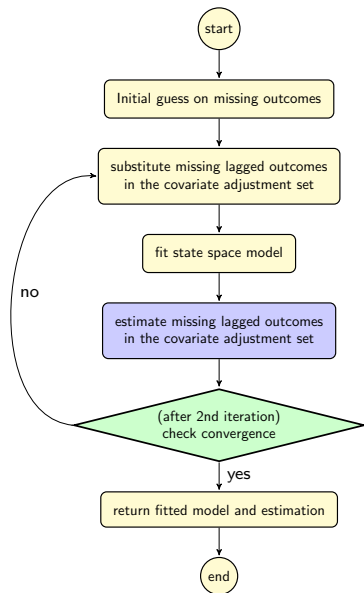 start
Initial guess on missing outcomes
substitute missing lagged outcomes
in the covariate adjustment set
fit state space model
no
estimate missing lagged outcomes
in the covariate adjustment set
(after 2nd iteration)
check convergence
yes
return fitted model and estimation
end